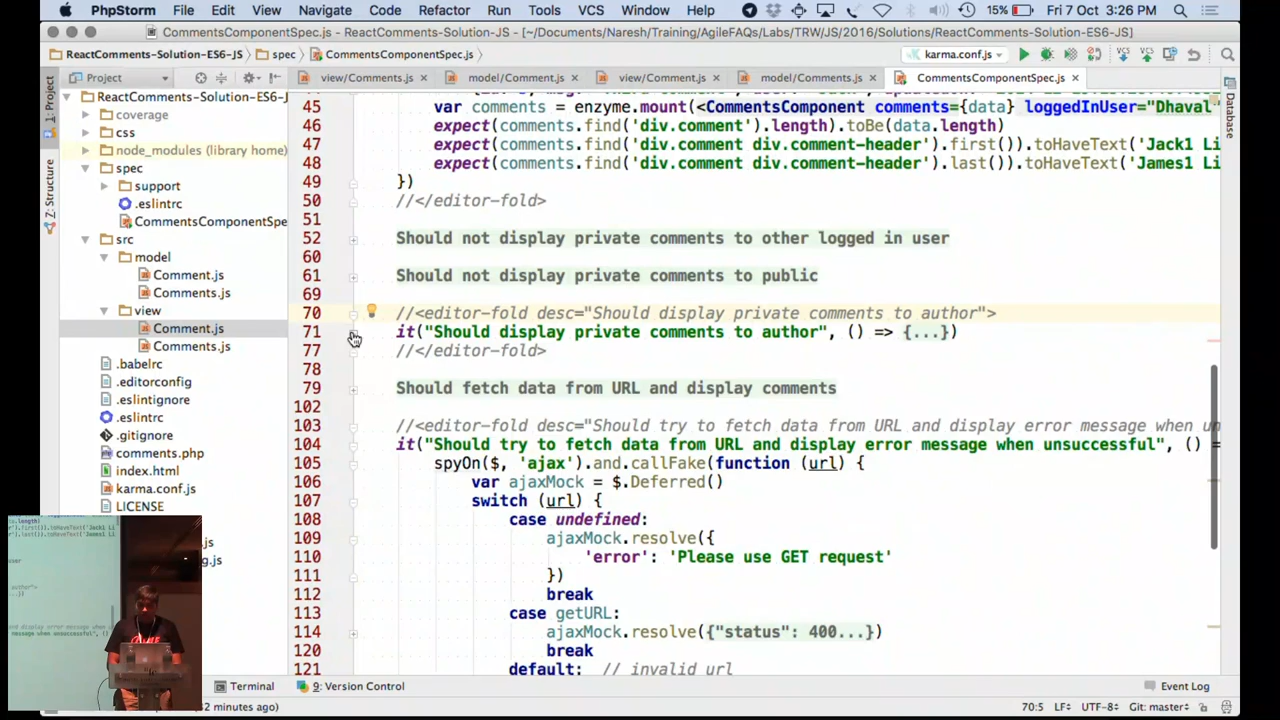 PhpStorm File Edit View Navigate Code Refactor Run Tools VCS Window Help 15% Fri 7 Oct 3:26 PM
CommentsComponentSpec.js - ReactComments-Solution-JS - [~/Documents/Naresh/Training/AgileFAQs/Labs/TRW/JS/2016/Solutions/ReactComments-Solution-ES6-JS]
ReactComments-Solution-ES6-JS spec CommentsComponentSpec.js karma.conf.js
Project view/Comments.js model/Comment.js view/Comments.js model/Comments.js CommentsComponentSpec.js
1: Project
Z: Structure
Database
ReactComments-Solution-ES6-J
coverage
css
node_modules (library home)
spec
support
.eslintrc
CommentsComponentSpe
src
model
Comment.js
Comments.js
view
Comment.js
Comments.js
.babelrc
.editorconfig
.eslintignore
.eslintrc
.gitignore
comments.php
index.html
karma.conf.js
LICENSE
45 var comments = enzyme.mount(<CommentsComponent comments={data} loggedInUser="Dhaval"
46 expect(comments.find('div.comment').length).toBe(data.length)
47 expect(comments.find('div.comment div.comment-header').first()).toHaveText('Jack1 Li
48 expect(comments.find('div.comment div.comment-header').last()).toHaveText('James1 Li
49 })
50 //</editor-fold>
51
52 Should not display private comments to other logged in user
60
61 Should not display private comments to public
69
70 //<editor-fold desc="Should display private comments to author">
71 it("Should display private comments to author", () => {...})
77 //</editor-fold>
78
79 Should fetch data from URL and display comments
102
103 //<editor-fold desc="Should try to fetch data from URL and display error message when un
104 it("Should try to fetch data from URL and display error message when unsuccessful", () =
105 spyOn($, 'ajax').and.callFake(function (url) {
106 var ajaxMock = $.Deferred()
107 switch (url) {
108 case undefined:
109 ajaxMock.resolve({
110 'error': 'Please use GET request'
111 })
112 break
113 case getURL:
114 ajaxMock.resolve({"status": 400...})
120 break
121 default: // invalid url
Terminal 9: Version Control Event Log
2 minutes ago) 70:5 LF÷ UTF-8÷ Git: master÷